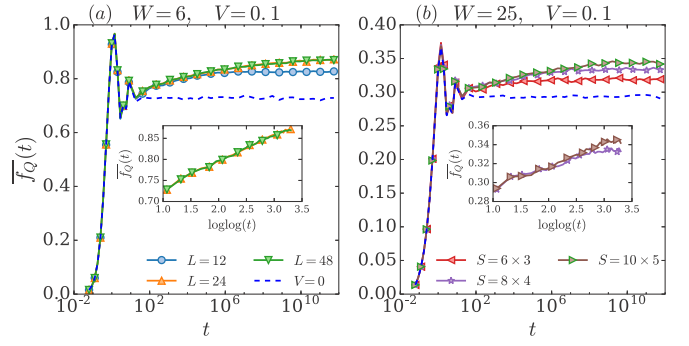 (a) W = 6, V = 0.1
1.0
0.8
0.6
0.4
0.2
0.0
f_Q(t)
10^{-2} 10^2 10^6 10^{10}
t
0.85
0.80
0.75
0.70
f_Q(t)
1.0 1.5 2.0 2.5 3.0 3.5
loglog(t)
L = 12
L = 24
L = 48
V = 0
(b) W = 25, V = 0.1
0.40
0.35
0.30
0.25
0.20
0.15
0.10
0.05
0.00
10^{-2} 10^2 10^6 10^{10}
t
0.36
0.34
0.32
0.30
0.28
f_Q(t)
1.0 1.5 2.0 2.5 3.0 3.5
loglog(t)
S = 6 × 3
S = 8 × 4
S = 10 × 5
V = 0